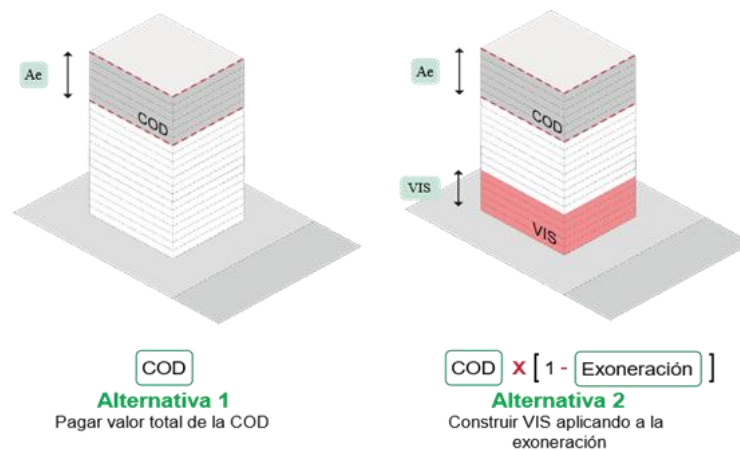 Ae
COD
COD
Alternativa 1
Pagar valor total de la COD
Ae
COD
VIS
VIS
COD X [ 1 - Exoneración ]
Alternativa 2
Construir VIS aplicando a la
exoneración